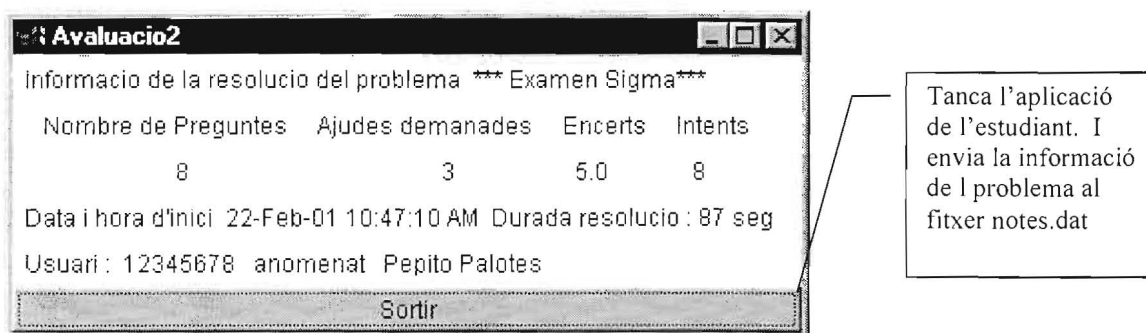 Avaluacio2
Informacio de la resolucio del problema *** Examen Sigma***
Nombre de Preguntes Ajudes demanades Encerts Intents
8 3 5.0 8
Data i hora d'inici 22-Feb-01 10:47:10 AM Durada resolucio : 87 seg
Usuari : 12345678 anomenat Pepito Palotes
Sortir
Tanca l'aplicació
de l'estudiant. I
envia la informació
de l problema al
fitxer notes.dat